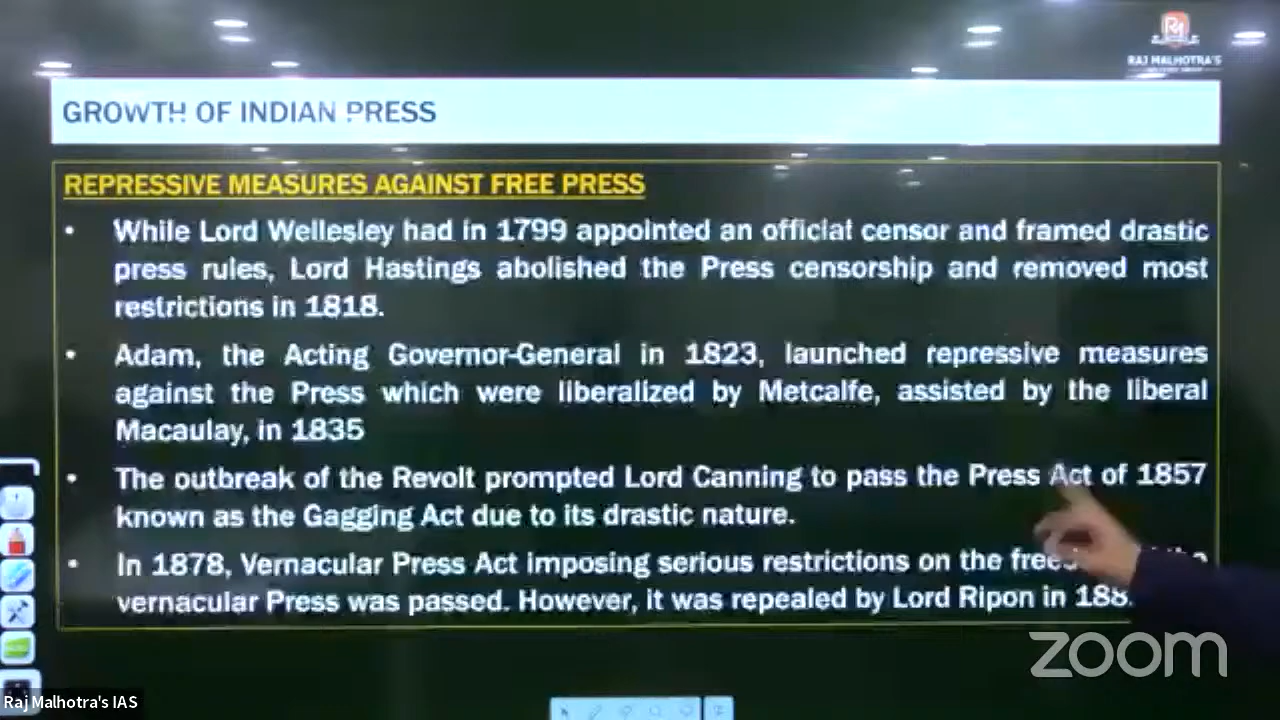 RAJ MALHOTRA'S
GROWTH OF INDIAN PRESS
REPRESSIVE MEASURES AGAINST FREE PRESS
• While Lord Wellesley had in 1799 appointed an official censor and framed drastic
press rules, Lord Hastings abolished the Press censorship and removed most
restrictions in 1818.
• Adam, the Acting Governor-General in 1823, launched repressive measures
against the Press which were liberalized by Metcalfe, assisted by the liberal
Macaulay, in 1835
• The outbreak of the Revolt prompted Lord Canning to pass the Press Act of 1857
known as the Gagging Act due to its drastic nature.
• In 1878, Vernacular Press Act imposing serious restrictions on the
vernacular Press was passed. However, it was repealed by Lord Ripon in
zoom
Raj Malhotra's IAS